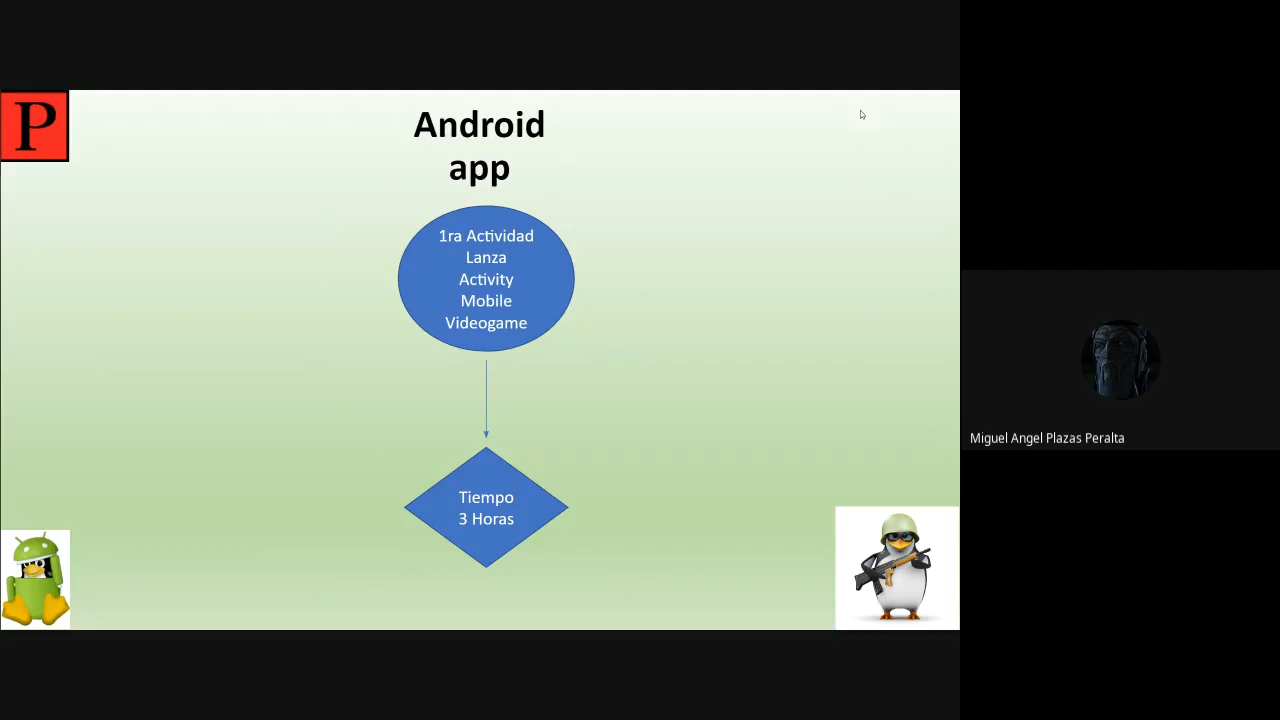 P
Android
app
1ra Actividad
Lanza
Activity
Mobile
Videogame
Tiempo
3 Horas
Miguel Angel Plazas Peralta